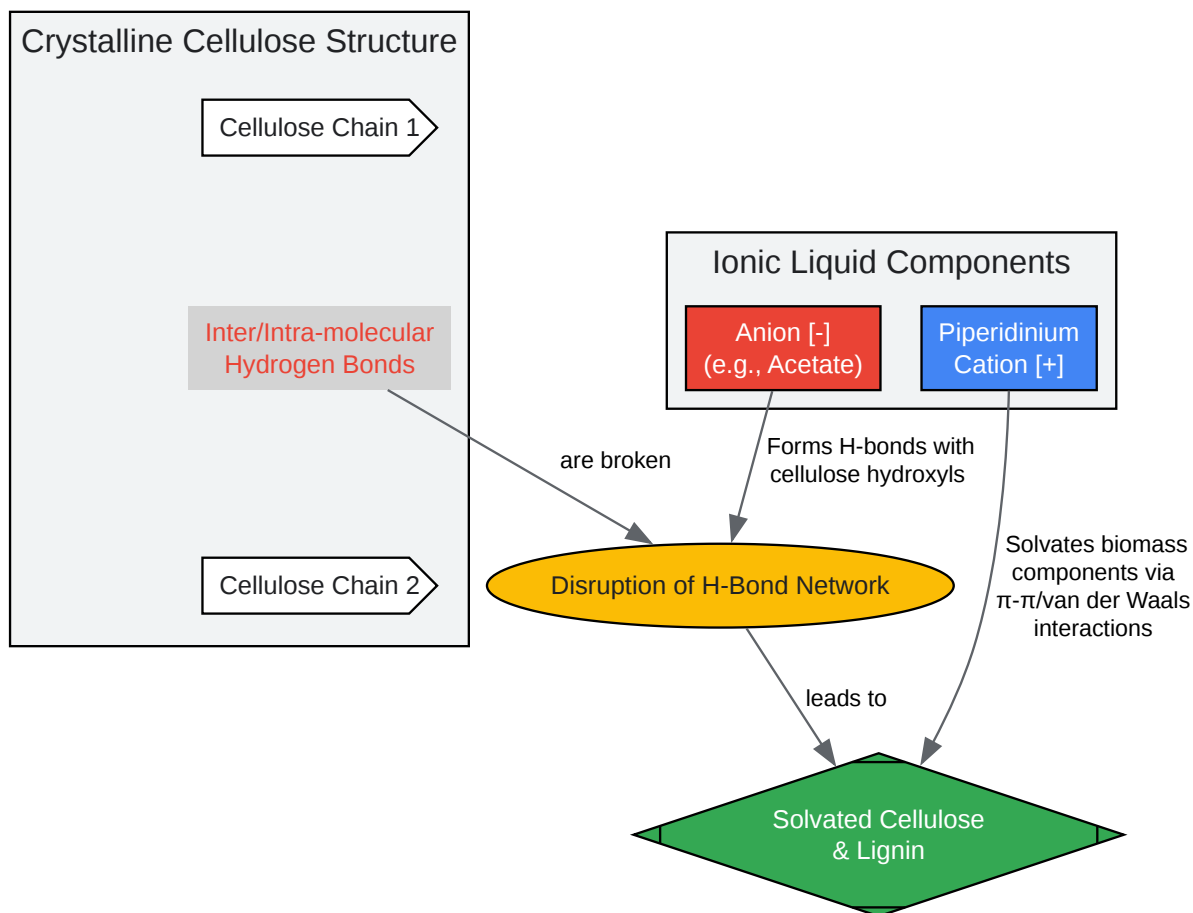 Crystalline Cellulose Structure
Cellulose Chain 1
Inter/Intra-molecular
Hydrogen Bonds
Cellulose Chain 2
Ionic Liquid Components
Anion [-]
(e.g., Acetate)
Piperidinium
Cation [+]
are broken
Forms H-bonds with
cellulose hydroxyls
Solvates biomass
components via
π-π/van der Waals
interactions
Disruption of H-Bond Network
leads to
Solvated Cellulose
& Lignin